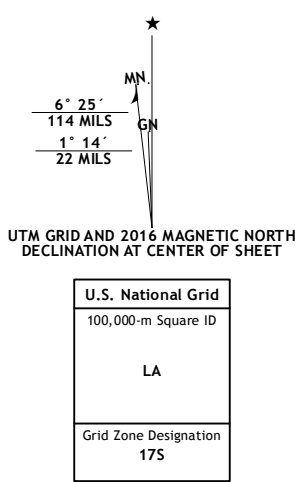 ★
MN.
6° 25´
114 MILS
GN
1° 14´
22 MILS
UTM GRID AND 2016 MAGNETIC NORTH
DECLINATION AT CENTER OF SHEET
U.S. National Grid
100,000-m Square ID
LA
Grid Zone Designation
17S